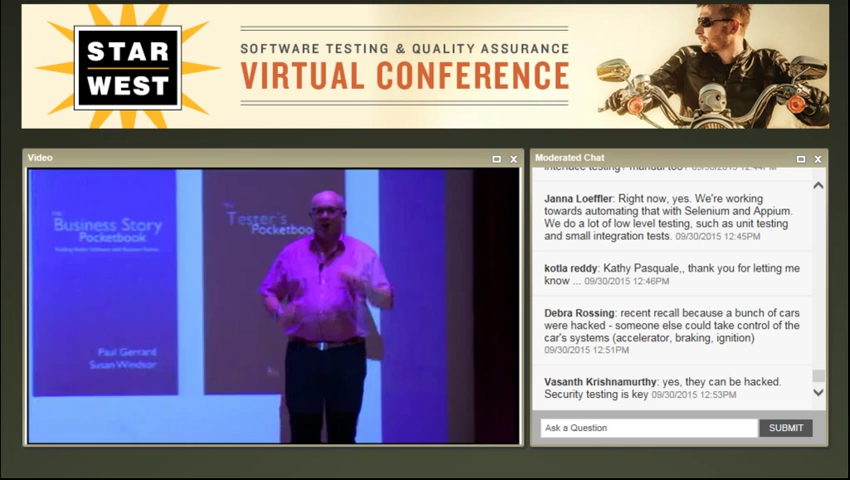 STAR
WEST
SOFTWARE TESTING & QUALITY ASSURANCE
VIRTUAL CONFERENCE
Video
THE
Business Story
Pocketbook
Paul Gerrard
Susan Windsor
Tester's
Pocketboo
Moderated Chat
Janna Loeffler: Right now, yes. We're working
towards automating that with Selenium and Appium.
We do a lot of low level testing, such as unit testing
and small integration tests. 09/30/2015 12:45PM
kotla reddy: Kathy Pasquale,, thank you for letting me
know ... 09/30/2015 12:46PM
Debra Rossing: recent recall because a bunch of cars
were hacked - someone else could take control of the
car's systems (accelerator, braking, ignition)
09/30/2015 12:51PM
Vasanth Krishnamurthy: yes, they can be hacked.
Security testing is key 09/30/2015 12:53PM
Ask a Question
SUBMIT